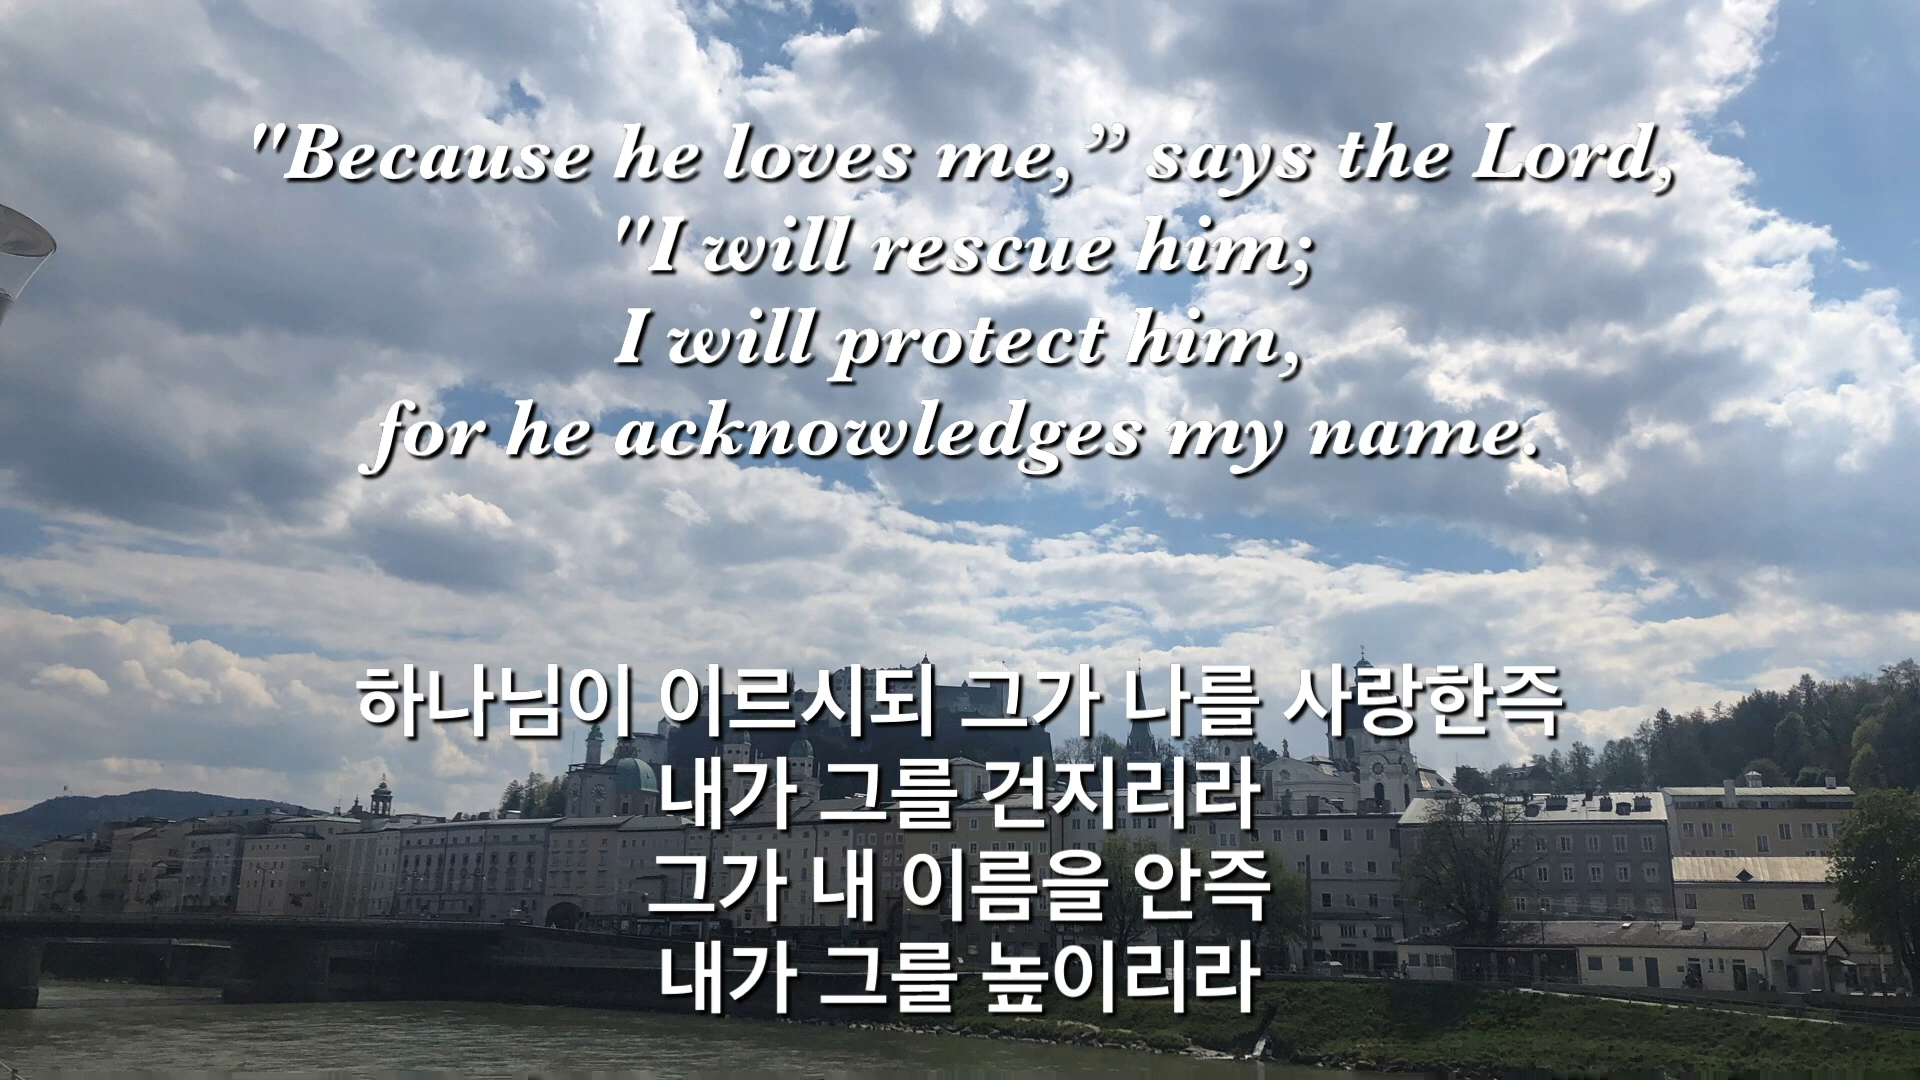 "Because he loves me,” says the Lord,
"I will rescue him;
I will protect him,
for he acknowledges my name.
하나님이 이르시되 그가 나를 사랑한즉
내가 그를 건지리라
그가 내 이름을 안즉
내가 그를 높이리라